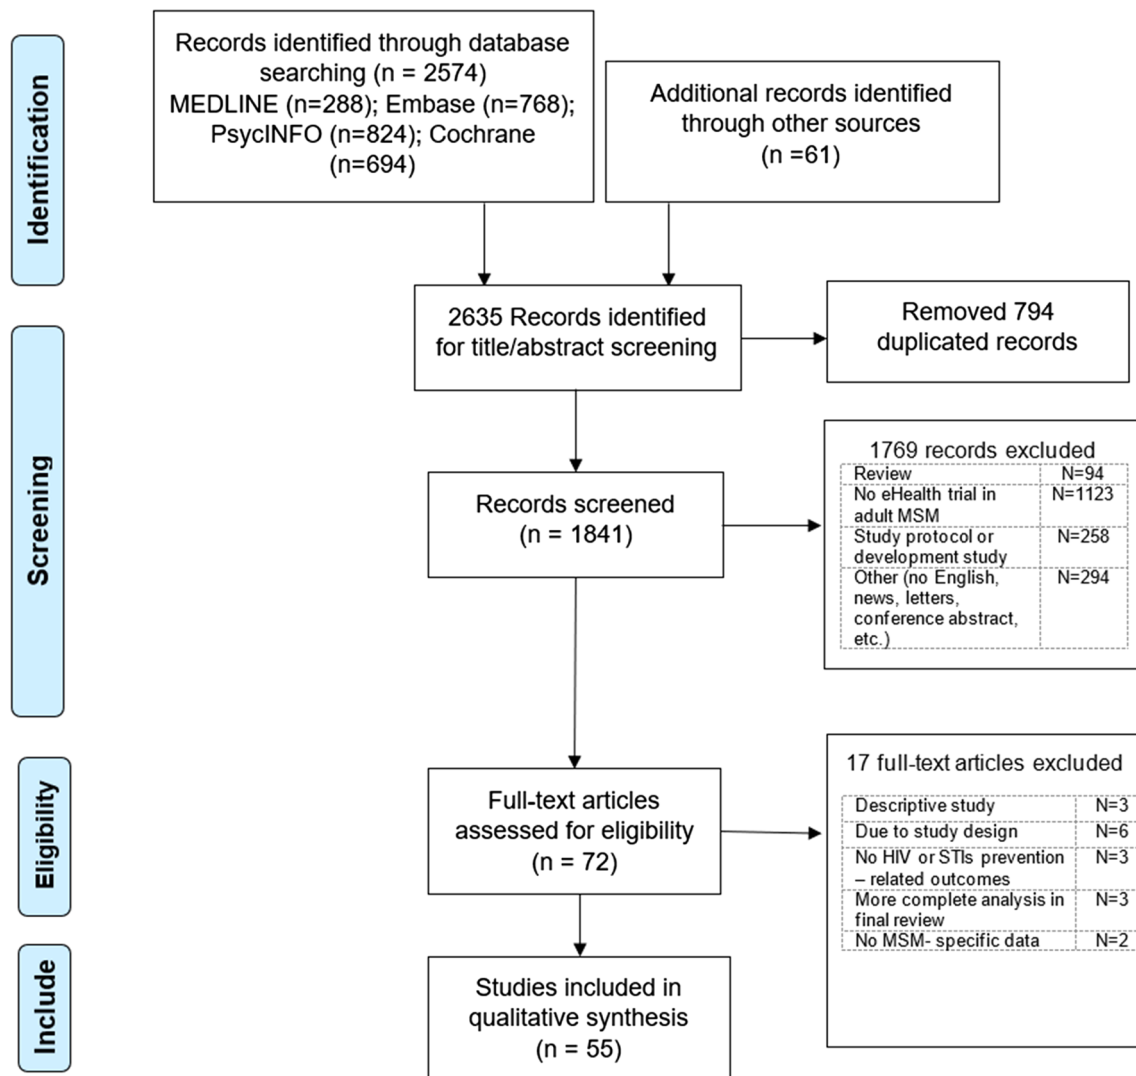 Identification
Records identified through database
searching (n = 2574)
MEDLINE (n=288); Embase (n=768);
PsycINFO (n=824); Cochrane
(n=694)
Additional records identified
through other sources
(n =61)
2635 Records identified
for title/abstract screening
Removed 794
duplicated records
Screening
Records screened
(n = 1841)
1769 records excluded
Review N=94
No eHealth trial in N=1123
adult MSM
Study protocol or N=258
development study
Other (no English, N=294
news, letters,
conference abstract,
etc.)
Eligibility
Full-text articles
assessed for eligibility
(n = 72)
17 full-text articles excluded
Descriptive study N=3
Due to study design N=6
No HIV or STIs prevention N=3
– related outcomes
More complete analysis in N=3
final review
No MSM- specific data N=2
Include
Studies included in
qualitative synthesis
(n = 55)